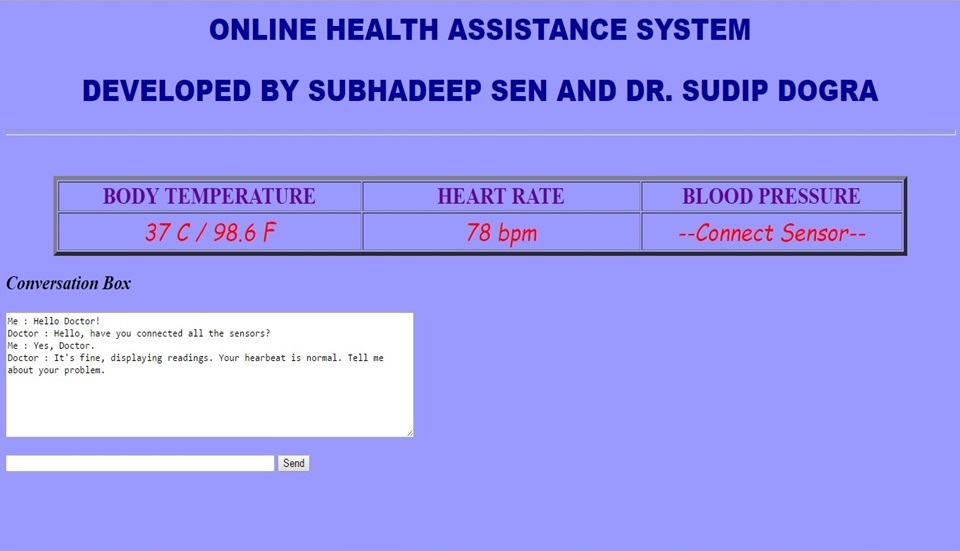 ONLINE HEALTH ASSISTANCE SYSTEM
DEVELOPED BY SUBHADEEP SEN AND DR. SUDIP DOGRA
BODY TEMPERATURE HEART RATE BLOOD PRESSURE
37 C / 98.6 F 78 bpm --Connect Sensor--
Conversation Box
Me : Hello Doctor!
Doctor : Hello, have you connected all the sensors?
Me : Yes, Doctor.
Doctor : It's fine, displaying readings. Your hearbeat is normal. Tell me
about your problem.
Send